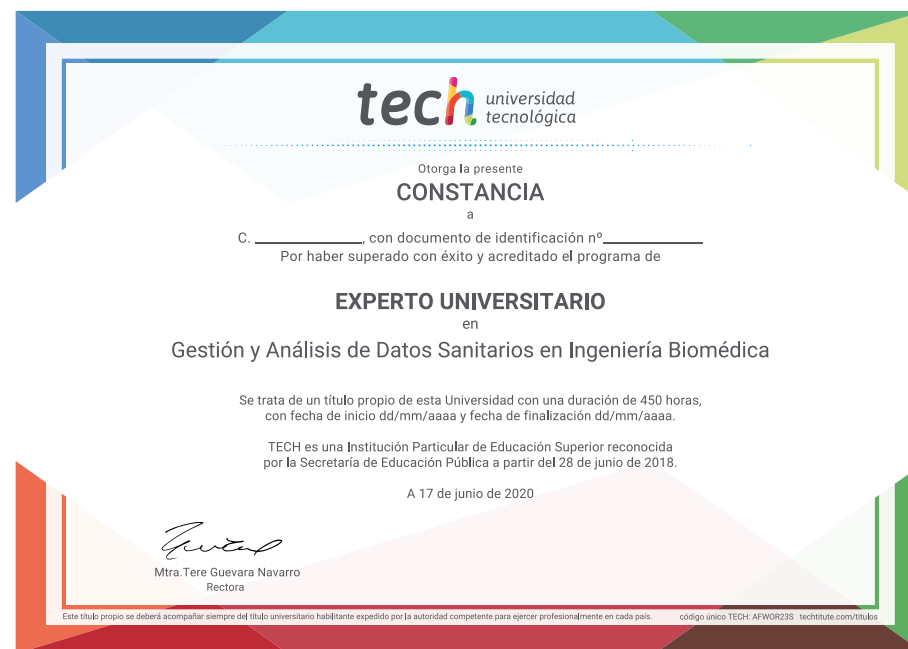 tech universidad
tecnológica
Otorga la presente
CONSTANCIA
a
C. ____________, con documento de identificación nº____________
Por haber superado con éxito y acreditado el programa de
EXPERTO UNIVERSITARIO
en
Gestión y Análisis de Datos Sanitarios en Ingeniería Biomédica
Se trata de un título propio de esta Universidad con una duración de 450 horas,
con fecha de inicio dd/mm/aaaa y fecha de finalización dd/mm/aaaa.
TECH es una Institución Particular de Educación Superior reconocida
por la Secretaría de Educación Pública a partir del 28 de junio de 2018.
A 17 de junio de 2020
Mtra.Tere Guevara Navarro
Rectora
Este título propio se deberá acompañar siempre del título universitario habilitante expedido por la autoridad competente para ejercer profesionalmente en cada país. código único TECH: AFWOR23S techtitute.com/titulos